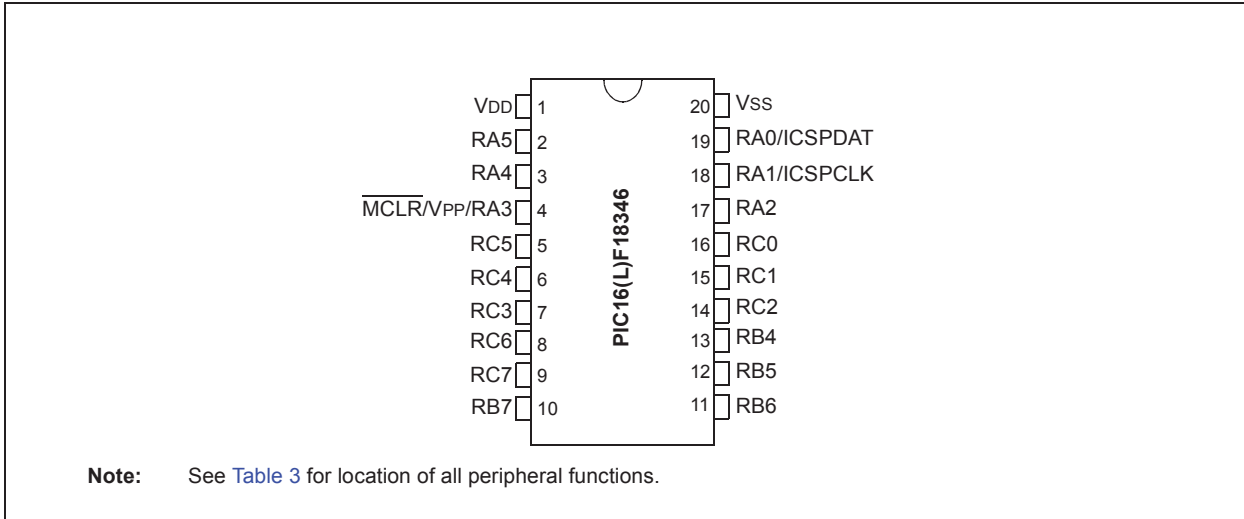 VDD 1 20 VSS
RA5 2 19 RA0/ICSPDAT
RA4 3 18 RA1/ICSPCLK
MCLR/VPP/RA3 4 17 RA2
RC5 5 16 RC0
RC4 6 15 RC1
RC3 7 14 RC2
RC6 8 13 RB4
RC7 9 12 RB5
RB7 10 11 RB6
PIC16(L)F18346
Note: See Table 3 for location of all peripheral functions.